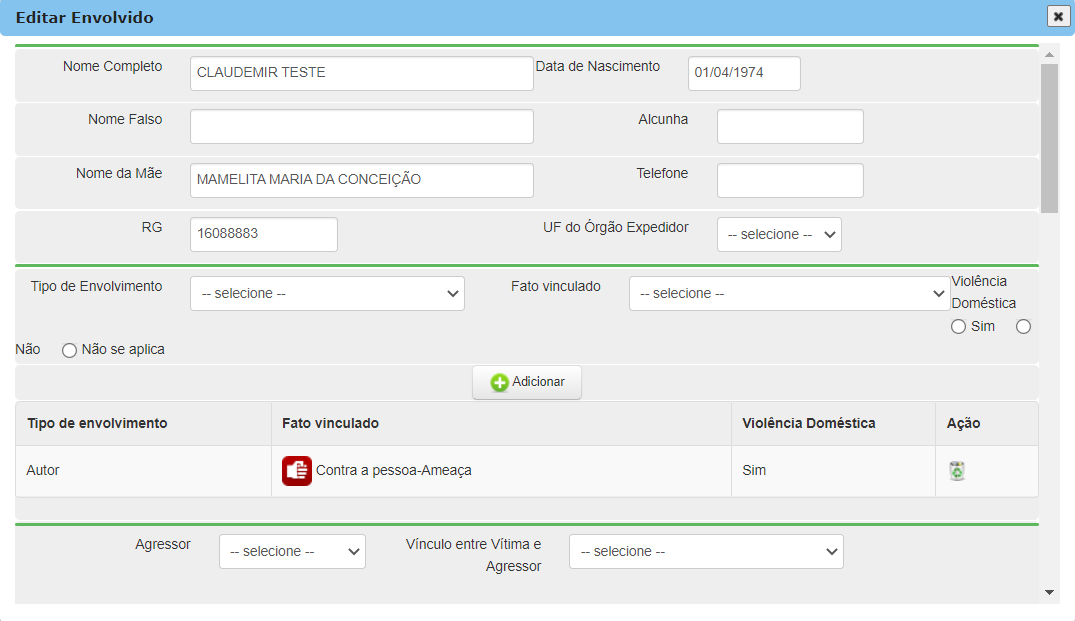 Editar Envolvido
Nome Completo CLAUDEMIR TESTE Data de Nascimento 01/04/1974
Nome Falso Alcunha
Nome da Mãe MAMELITA MARIA DA CONCEIÇÃO Telefone
RG 16088883 UF do Órgão Expedidor -- selecione --
Tipo de Envolvimento -- selecione -- Fato vinculado -- selecione -- Violência
Doméstica
Sim
Não Não se aplica
Adicionar
Tipo de envolvimento Fato vinculado Violência Doméstica Ação
Autor Contra a pessoa-Ameaça Sim
Agressor -- selecione -- Vínculo entre Vítima e -- selecione --
Agressor